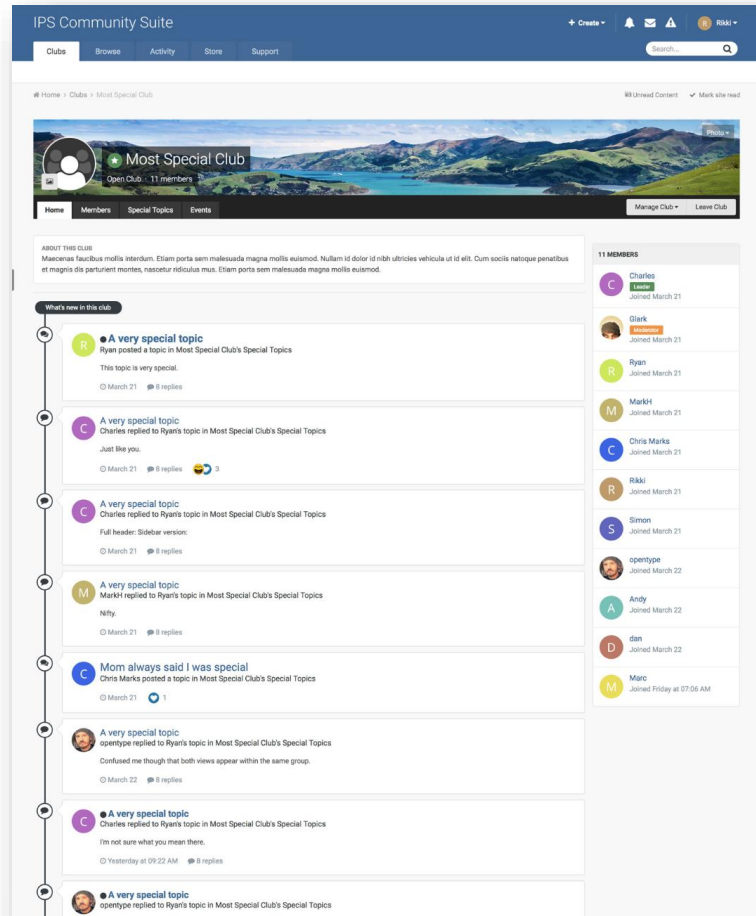 IPS Community Suite
+ Create
R Rikki
Clubs Browse Activity Store Support
Search...
Home > Clubs > Most Special Club
Unread Content Mark site read
Photo
Most Special Club
Open Club · 11 members
Home Members Special Topics Events
Manage Club Leave Club
ABOUT THIS CLUB
Maecenas faucibus mollis interdum. Etiam porta sem malesuada magna mollis euismod. Nullam id dolor id nibh ultricies vehicula ut id elit. Cum sociis natoque penatibus
et magnis dis parturient montes, nascetur ridiculus mus. Etiam porta sem malesuada magna mollis euismod.
What's new in this club
R
A very special topic
Ryan posted a topic in Most Special Club's Special Topics
This topic is very special.
March 21 8 replies
C
A very special topic
Charles replied to Ryan's topic in Most Special Club's Special Topics
Just like you.
March 21 8 replies 3
C
A very special topic
Charles replied to Ryan's topic in Most Special Club's Special Topics
Full header: Sidebar version:
March 21 8 replies
M
A very special topic
MarkH replied to Ryan's topic in Most Special Club's Special Topics
Nifty.
March 21 8 replies
C
Mom always said I was special
Chris Marks posted a topic in Most Special Club's Special Topics
March 21 1
A very special topic
opentype replied to Ryan's topic in Most Special Club's Special Topics
Confused me though that both views appear within the same group.
March 22 8 replies
C
A very special topic
Charles replied to Ryan's topic in Most Special Club's Special Topics
I'm not sure what you mean there.
Yesterday at 09:22 AM 8 replies
A very special topic
opentype replied to Ryan's topic in Most Special Club's Special Topics
11 MEMBERS
C
Charles
Leader
Joined March 21
Glark
Moderator
Joined March 21
R
Ryan
Joined March 21
M
MarkH
Joined March 21
C
Chris Marks
Joined March 21
R
Rikki
Joined March 21
S
Simon
Joined March 21
opentype
Joined March 22
A
Andy
Joined March 22
D
dan
Joined March 22
M
Marc
Joined Friday at 07:06 AM